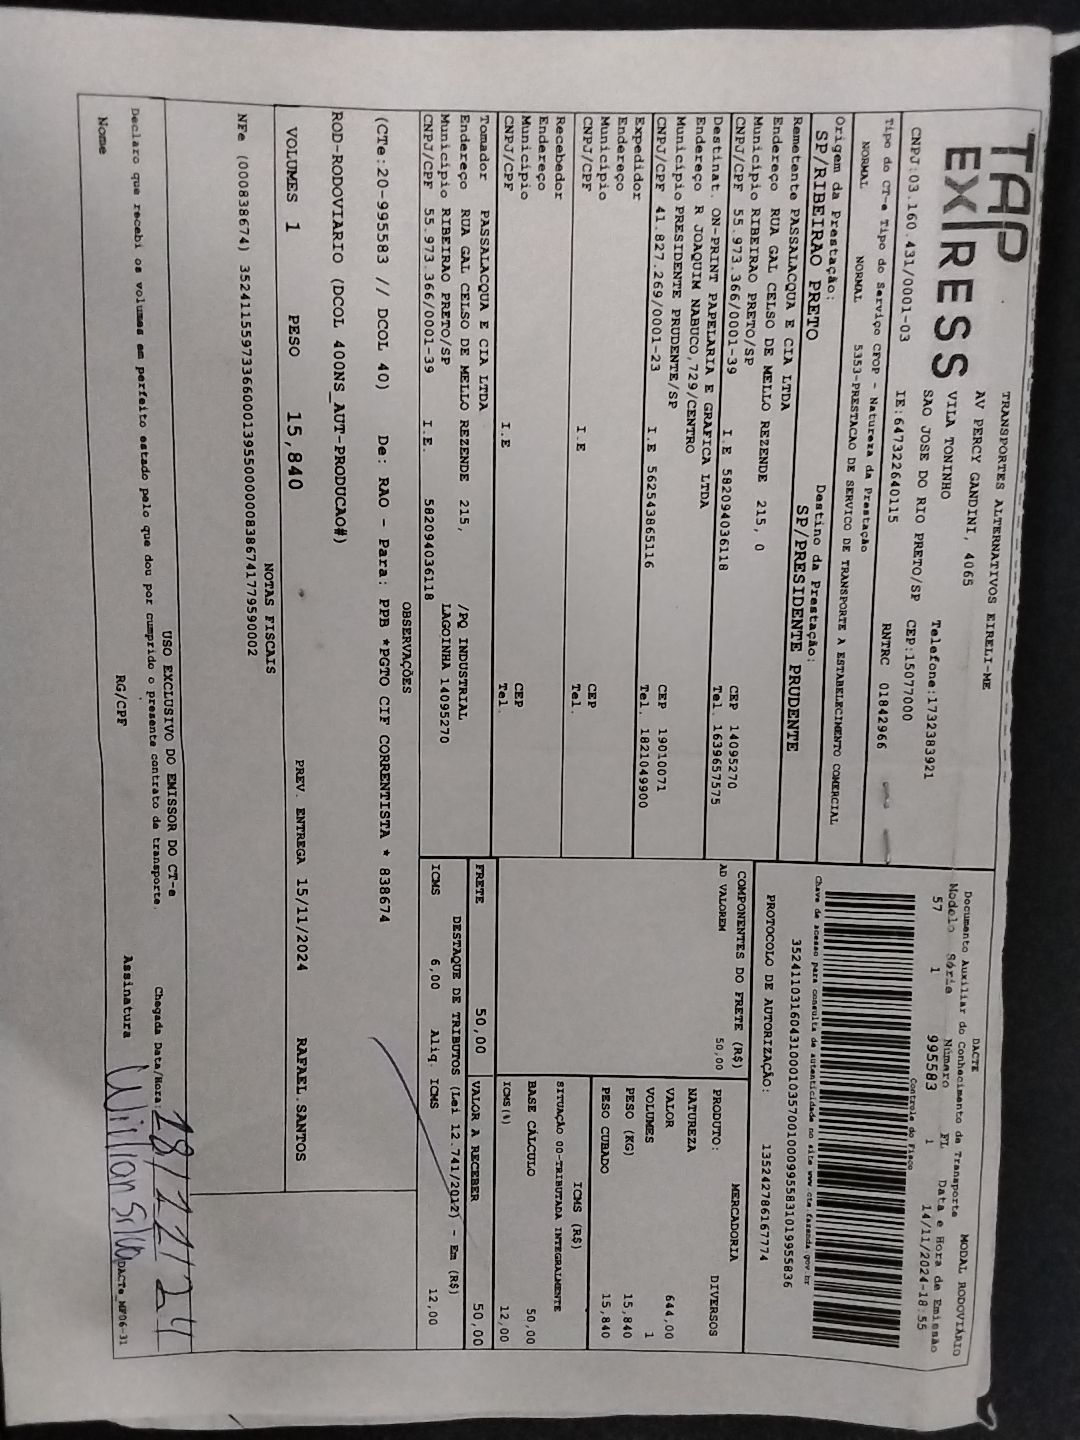 TAP
EXPRESS
TRANSPORTES ALTERNATIVOS EIRELI-ME
AV PERCY GANDINI, 4065
VILA TONINHO
SAO JOSE DO RIO PRETO/SP
Telefone:1732383921
CEP:15077000
CNPJ:03.160.431/0001-03
IE:647322640115
RNTRC 01842966
Tipo do CT-e Tipo do Serviço CFOP - Natureza da Prestação
NORMAL NORMAL 5353-PRESTACAO DE SERVICO DE TRANSPORTE A ESTABELECIMENTO COMERCIAL
Origem da Prestação:
SP/RIBEIRAO PRETO
Destino da Prestação:
SP/PRESIDENTE PRUDENTE
Remetente PASSALACQUA E CIA LTDA
Endereço RUA GAL CELSO DE MELLO REZENDE 215, 0
Município RIBEIRAO PRETO/SP CEP 14095270
CNPJ/CPF 55.973.366/0001-39 I.E 582094036118 Tel. 1639657575
Destinat. ON-PRINT PAPELARIA E GRAFICA LTDA
Endereço R JOAQUIM NABUCO,729/CENTRO
Município PRESIDENTE PRUDENTE/SP CEP 19010071
CNPJ/CPF 41.827.269/0001-23 I.E 562543865116 Tel. 1821049900
Expedidor
Endereço
Município CEP
CNPJ/CPF I.E Tel.
Recebedor
Endereço
Município CEP
CNPJ/CPF I.E Tel.
Tomador PASSALACQUA E CIA LTDA
Endereço RUA GAL CELSO DE MELLO REZENDE 215, /PQ INDUSTRIAL
Município RIBEIRAO PRETO/SP LAGOINHA 14095270
CNPJ/CPF 55.973.366/0001-39 I.E. 582094036118
DACTE
Documento Auxiliar do Conhecimento de Transporte
MODAL RODOVIÁRIO
Modelo Série Número FL Data e Hora de Emissão
57 1 995583 1 14/11/2024-18:55
Controle do Fisco
Chave de acesso para consulta de autenticidade no site www.cte.fazenda.gov.br
35241103160431000103570010009955831019955836
PROTOCOLO DE AUTORIZAÇÃO: 135242786167774
COMPONENTES DO FRETE (R$)
AD VALOREM 50,00
MERCADORIA
PRODUTO: DIVERSOS
NATUREZA
VALOR 644,00
VOLUMES 1
PESO (KG) 15,840
PESO CUBADO 15,840
ICMS (R$)
SITUAÇÃO 00-TRIBUTADA INTEGRALMENTE
BASE CÁLCULO 50,00
ICMS(%) 12,00
FRETE 50,00
VALOR A RECEBER 50,00
DESTAQUE DE TRIBUTOS (Lei 12.741/2012) - Em (R$)
ICMS 6,00 Aliq. ICMS 12,00
OBSERVAÇÕES
(CTe:20-995583 // DCOL 40) De: RAO - Para: PPB *PGTO CIF CORRENTISTA * 838674
ROD-RODOVIARIO (DCOL 400NS_AUT-PRODUCAO#)
VOLUMES 1 PESO 15,840 PREV. ENTREGA 15/11/2024 RAFAEL.SANTOS
NOTAS FISCAIS
NFe (000838674) 35241155973366000139550000008386741779590002
USO EXCLUSIVO DO EMISSOR DO CT-e
Declaro que recebi os volumes em perfeito estado pelo que dou por cumprido o presente contrato de transporte.
Chegada Data/Hora 18/11/24
Nome RG/CPF Assinatura Willian Silva
DACTe_MF06-31